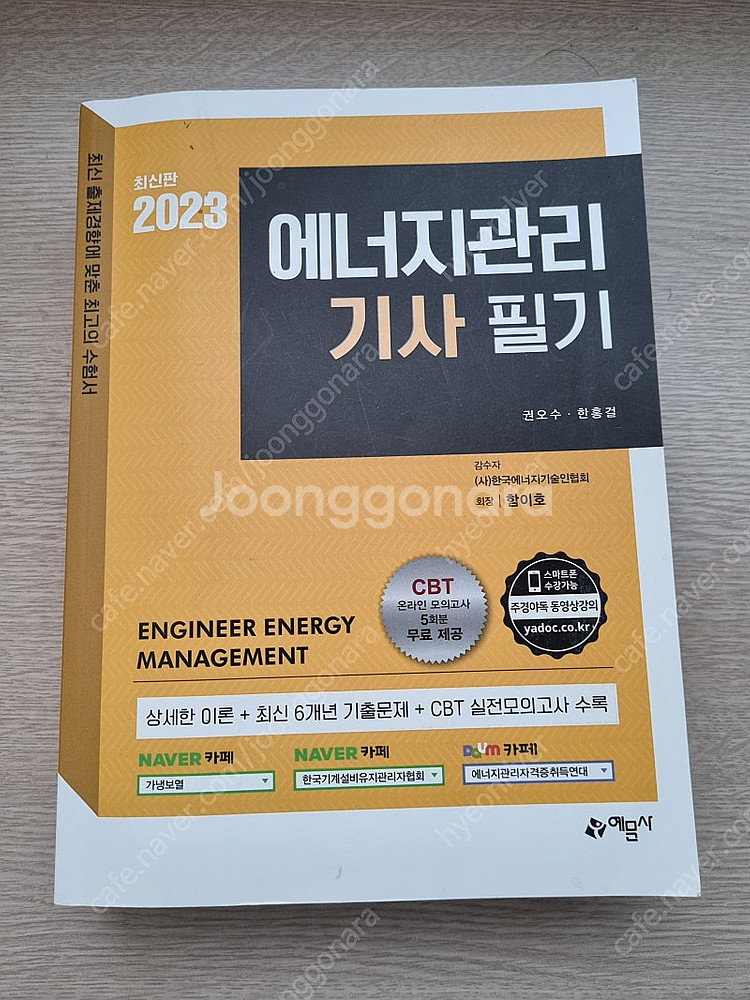 최신 출제경향에 맞춘 최고의 수험서
최신판
2023
에너지관리
기사 필기
권오수 · 한홍걸
감수자
(사)한국에너지기술인협회
회장 | 함이호
Joonggonara
CBT
온라인 모의고사
5회분
무료 제공
스마트폰
수강가능
주경야독 동영상강의
yadoc.co.kr
ENGINEER ENERGY
MANAGEMENT
상세한 이론 + 최신 6개년 기출문제 + CBT 실전모의고사 수록
NAVER 카페
가냉보열
NAVER 카페
한국기계설비유지관리자협회
Daum 카페
에너지관리자격증취득연대
예문사
cafe.naver.com/joonggonara